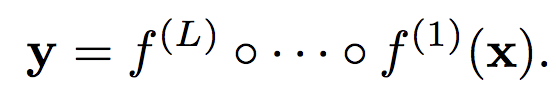 y = f^(L) ∘ ⋯ ∘ f^(1)(x).